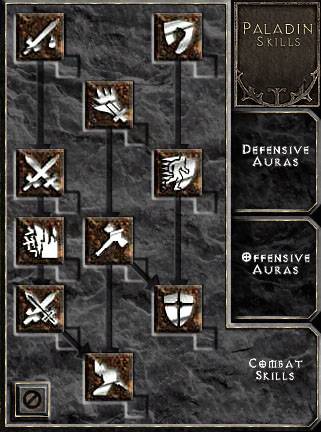 PALADIN
SKILLS
DEFENSIVE
AURAS
OFFENSIVE
AURAS
COMBAT
SKILLS